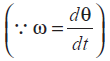 (∵ ω = dθ/dt)